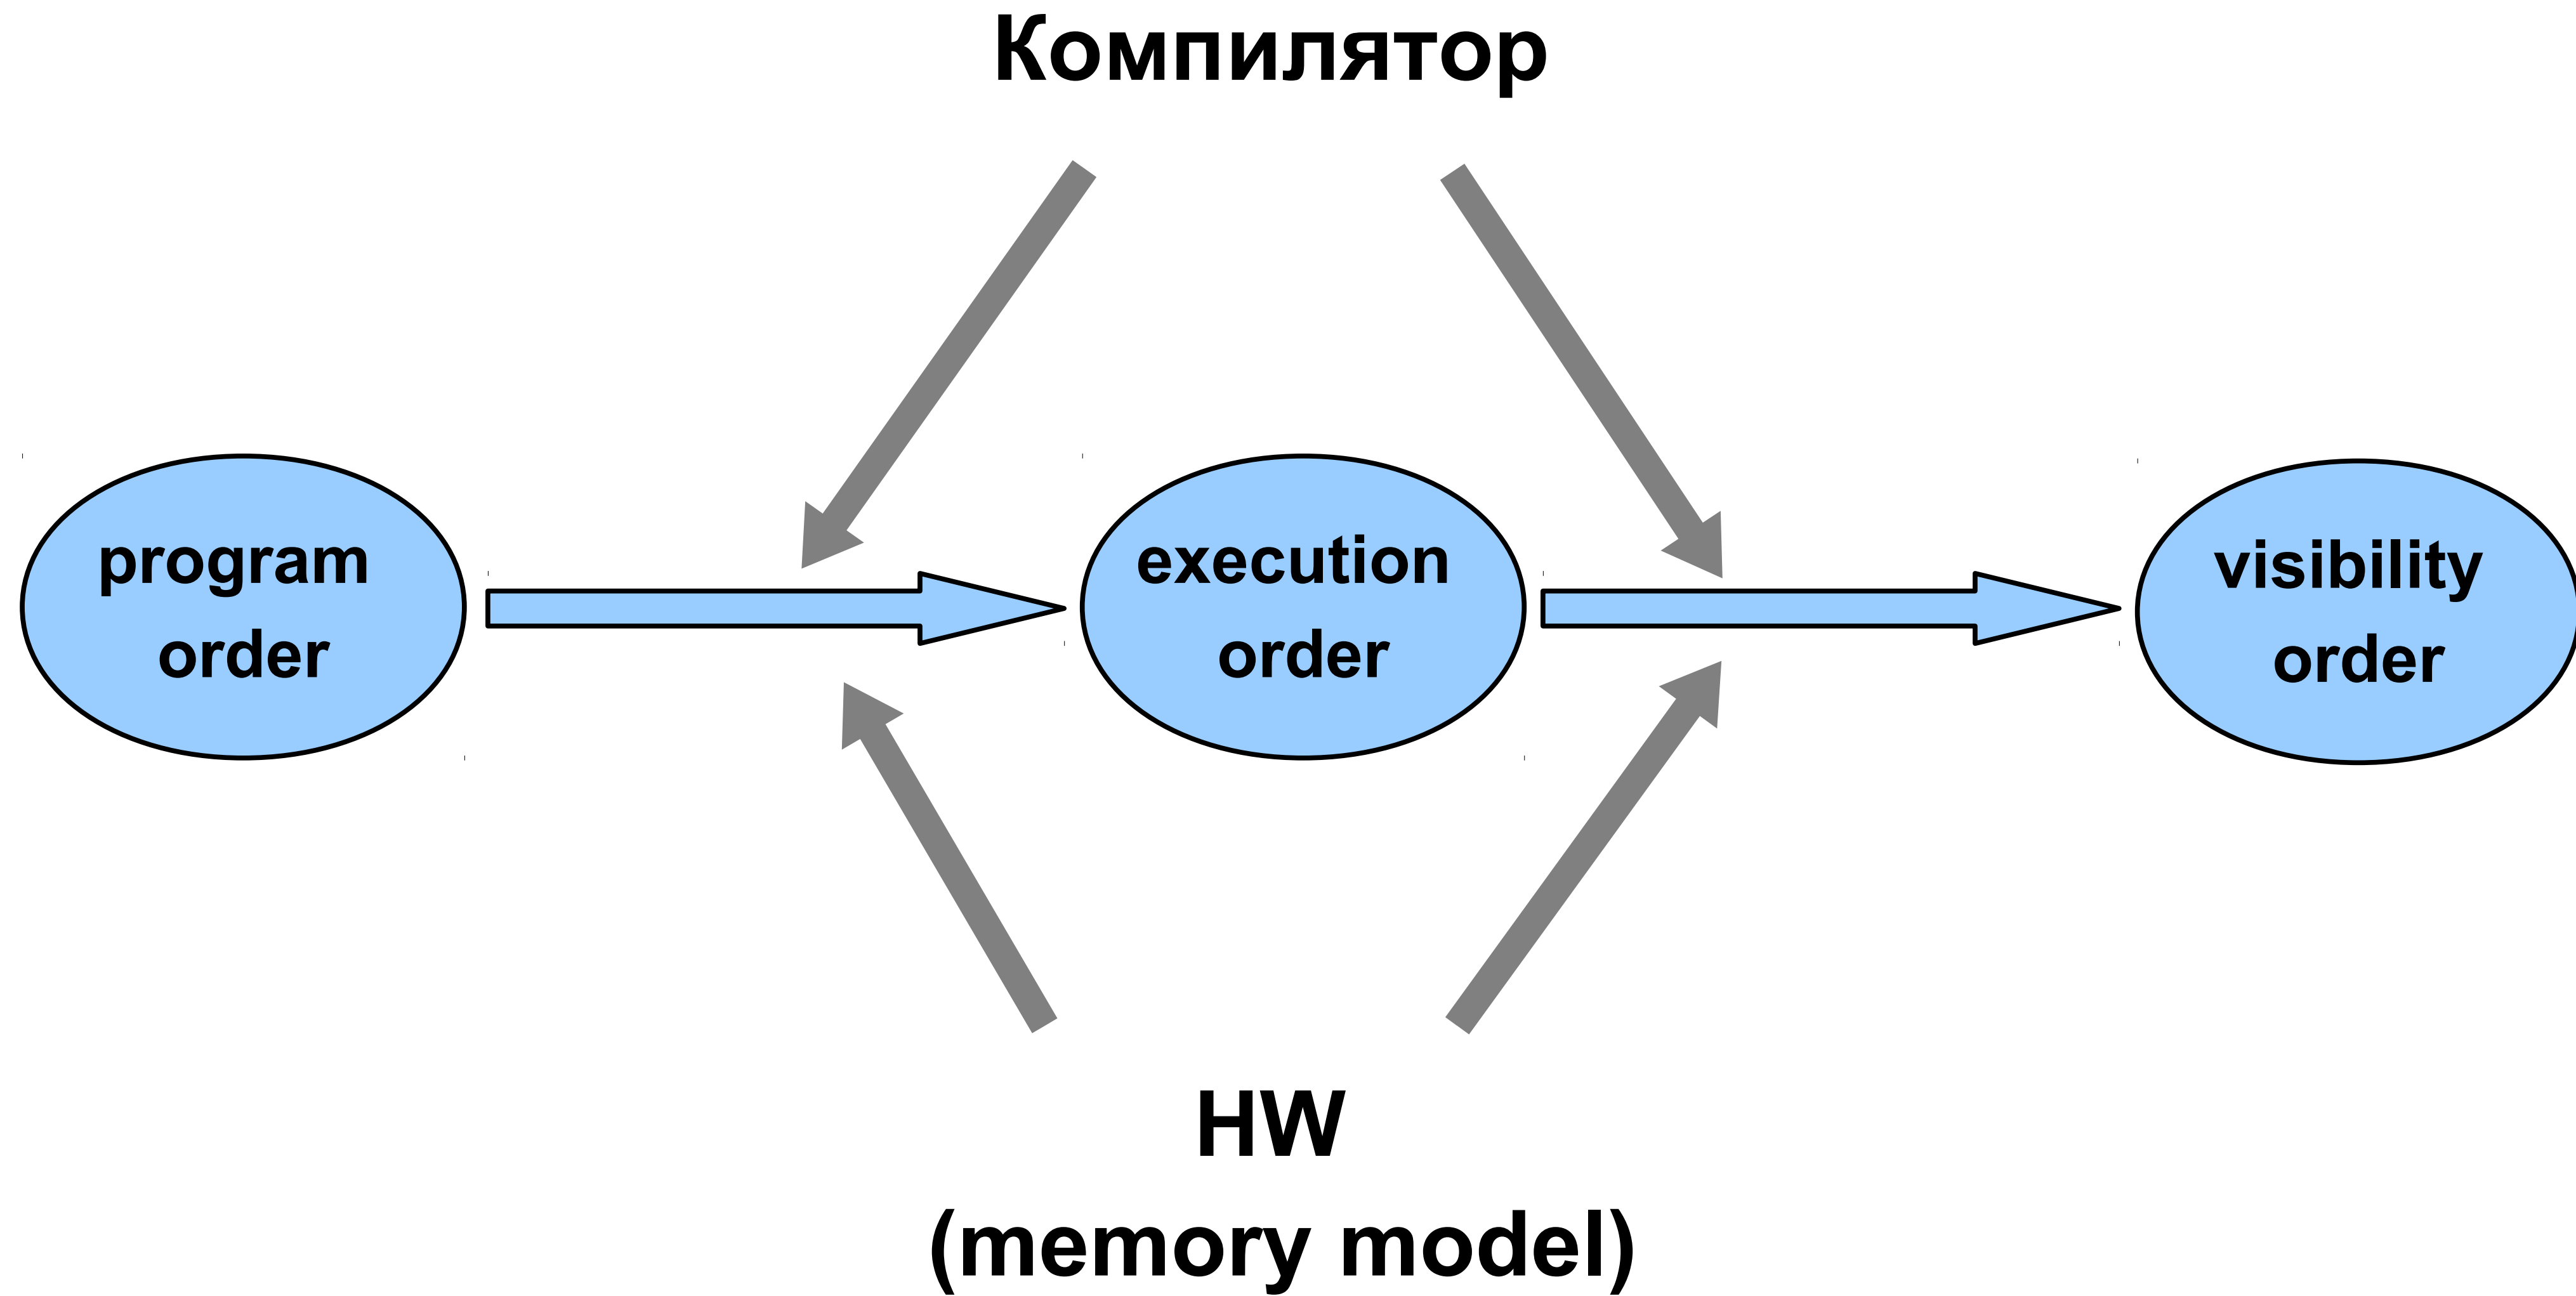 Компилятор
program
order
execution
order
visibility
order
HW
(memory model)